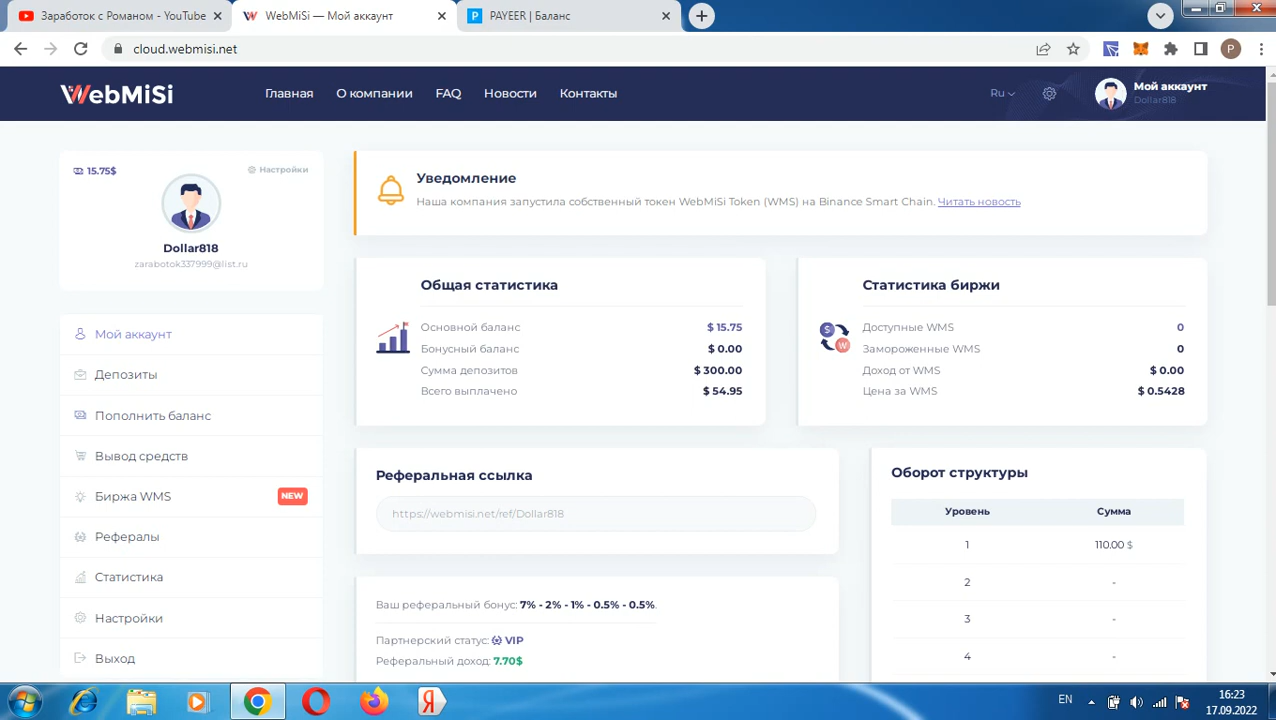 Заработок с Романом - YouTube
WebMiSi — Мой аккаунт
PAYEER | Баланс
cloud.webmisi.net
P
WebMiSi
Главная
О компании
FAQ
Новости
Контакты
Ru
Мой аккаунт
Dollar818
15.75$
Настройки
Dollar818
zarabotok337999@list.ru
Мой аккаунт
Депозиты
Пополнить баланс
Вывод средств
Биржа WMS NEW
Рефералы
Статистика
Настройки
Выход
Уведомление
Наша компания запустила собственный токен WebMiSi Token (WMS) на Binance Smart Chain. Читать новость
Общая статистика
Основной баланс $ 15.75
Бонусный баланс $ 0.00
Сумма депозитов $ 300.00
Всего выплачено $ 54.95
Статистика биржи
$
W
Доступные WMS 0
Замороженные WMS 0
Доход от WMS $ 0.00
Цена за WMS $ 0.5428
Реферальная ссылка
https://webmisi.net/ref/Dollar818
Ваш реферальный бонус: 7% - 2% - 1% - 0.5% - 0.5%.
Партнерский статус: VIP
Реферальный доход: 7.70$
Оборот структуры
Уровень Сумма
1 110.00 $
2 -
3 -
4 -
EN
16:23
17.09.2022